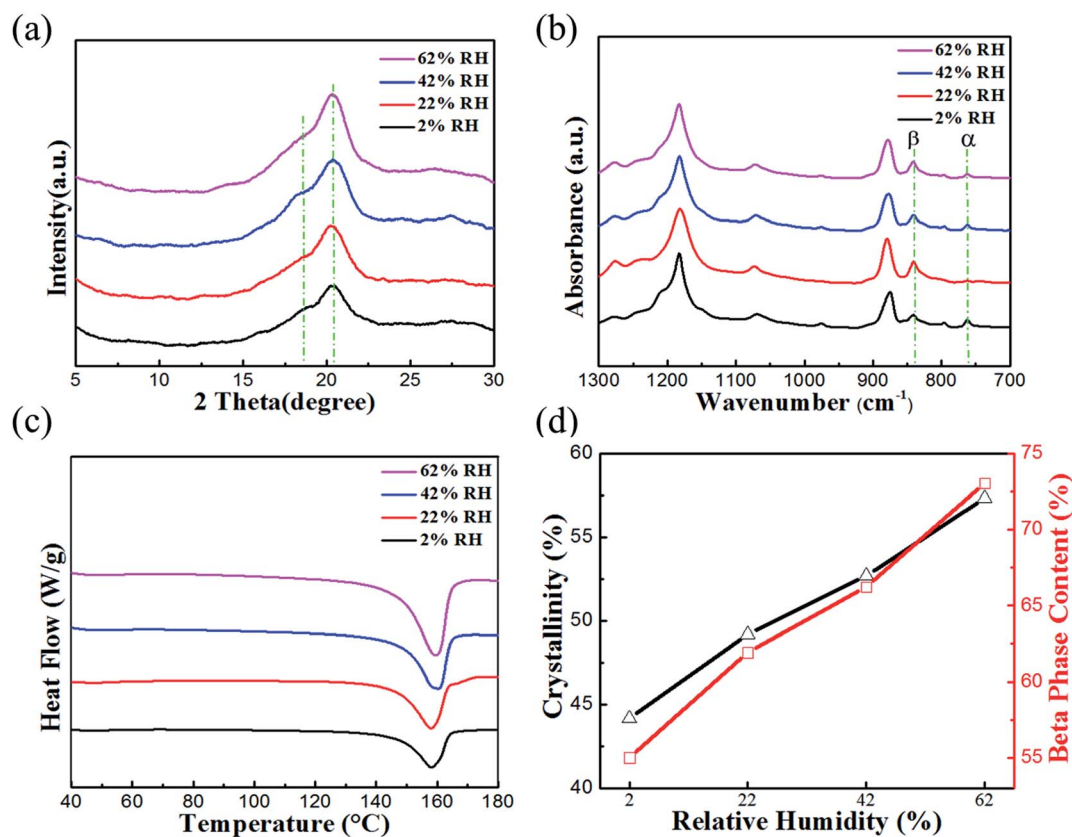 (a)
62% RH
42% RH
22% RH
2% RH
Intensity(a.u.)
5 10 15 20 25 30
2 Theta(degree)
(b)
62% RH
42% RH
22% RH
2% RH
β α
Absorbance (a.u.)
1300 1200 1100 1000 900 800 700
Wavenumber (cm⁻¹)
(c)
62% RH
42% RH
22% RH
2% RH
0
Heat Flow (W/g)
40 60 80 100 120 140 160 180
Temperature (°C)
(d)
60
55
50
45
40
Crystallinity (%)
75
70
65
60
55
Beta Phase Content (%)
2 22 42 62
Relative Humidity (%)